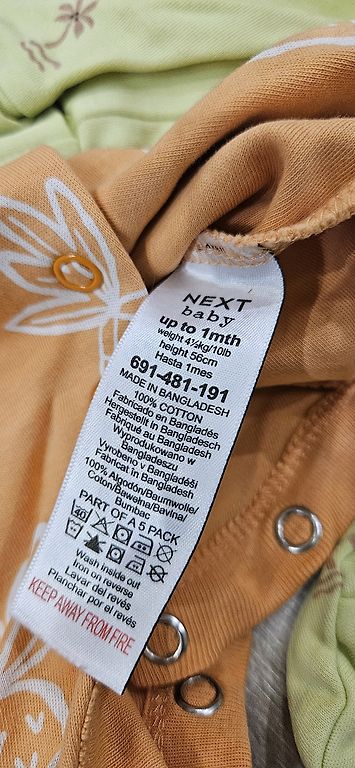 NEXT
baby
up to 1mth
weight 4½kg/10lb
height 56cm
Hasta 1mes
691-481-191
MADE IN BANGLADESH
100% COTTON
Fabricado en Bangladés
Hergestellt in Bangladesch
Fabriqué au Bangladesh
Wyprodukowano w
Bangladeszu
Vyrobeno v Bangladéši
Fabricat în Bangladesh
100% Algodón/Baumwolle/
Coton/Bawełna/Bavlna/
Bumbac
PART OF A 5 PACK
40
Wash inside out
Iron on reverse
Lavar del revés
Planchar por el revés
KEEP AWAY FROM FIRE